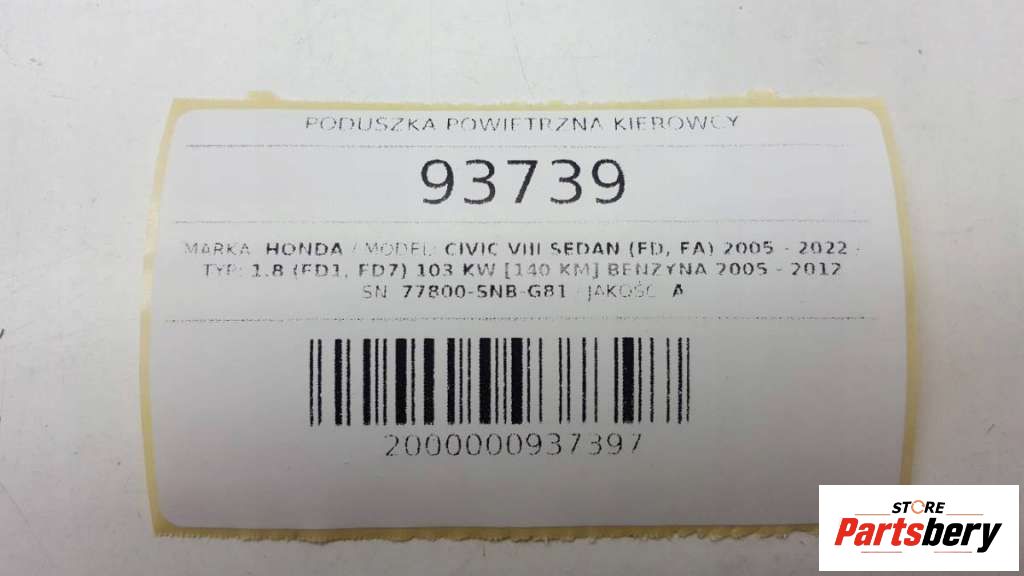 PODUSZKA POWIETRZNA KIEROWCY
93739
MARKA: HONDA / MODEL: CIVIC VIII SEDAN (FD, FA) 2005 - 2022 /
TYP: 1.8 (FD1, FD7) 103 KW [140 KM] BENZYNA 2005 - 2012
SN: 77800-SNB-G81 / JAKOŚĆ: A
2000000937397
STORE
Partsbery